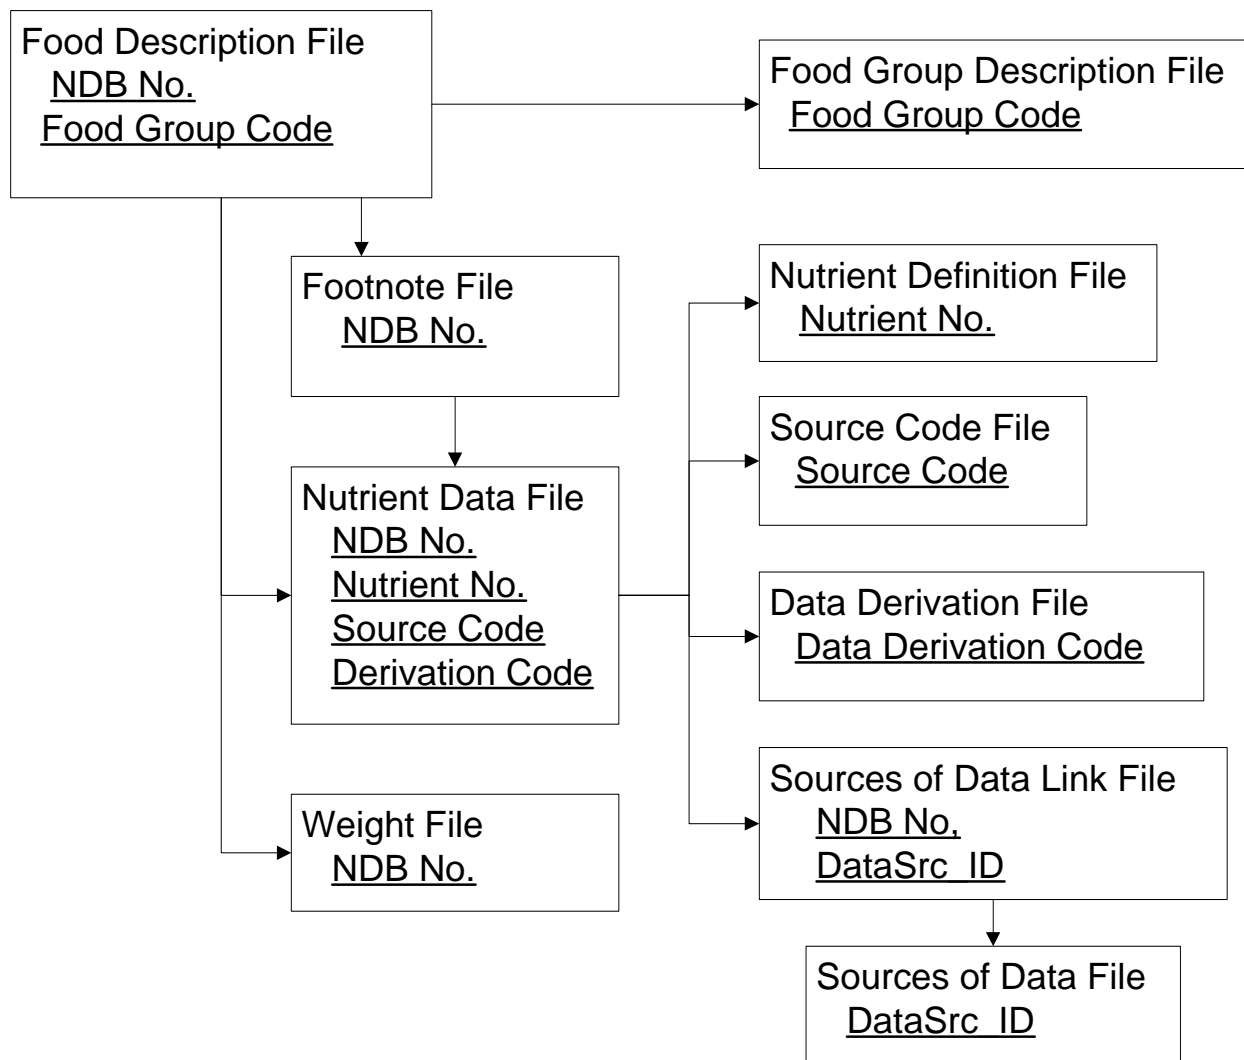 Food Description File
NDB No.
Food Group Code
Food Group Description File
Food Group Code
Footnote File
NDB No.
Nutrient Definition File
Nutrient No.
Source Code File
Source Code
Nutrient Data File
NDB No.
Nutrient No.
Source Code
Derivation Code
Data Derivation File
Data Derivation Code
Weight File
NDB No.
Sources of Data Link File
NDB No,
DataSrc_ID
Sources of Data File
DataSrc_ID